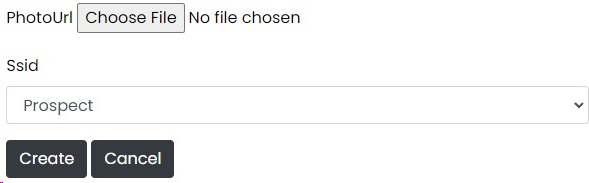 PhotoUrl Choose File No file chosen
Ssid
Prospect
Create Cancel